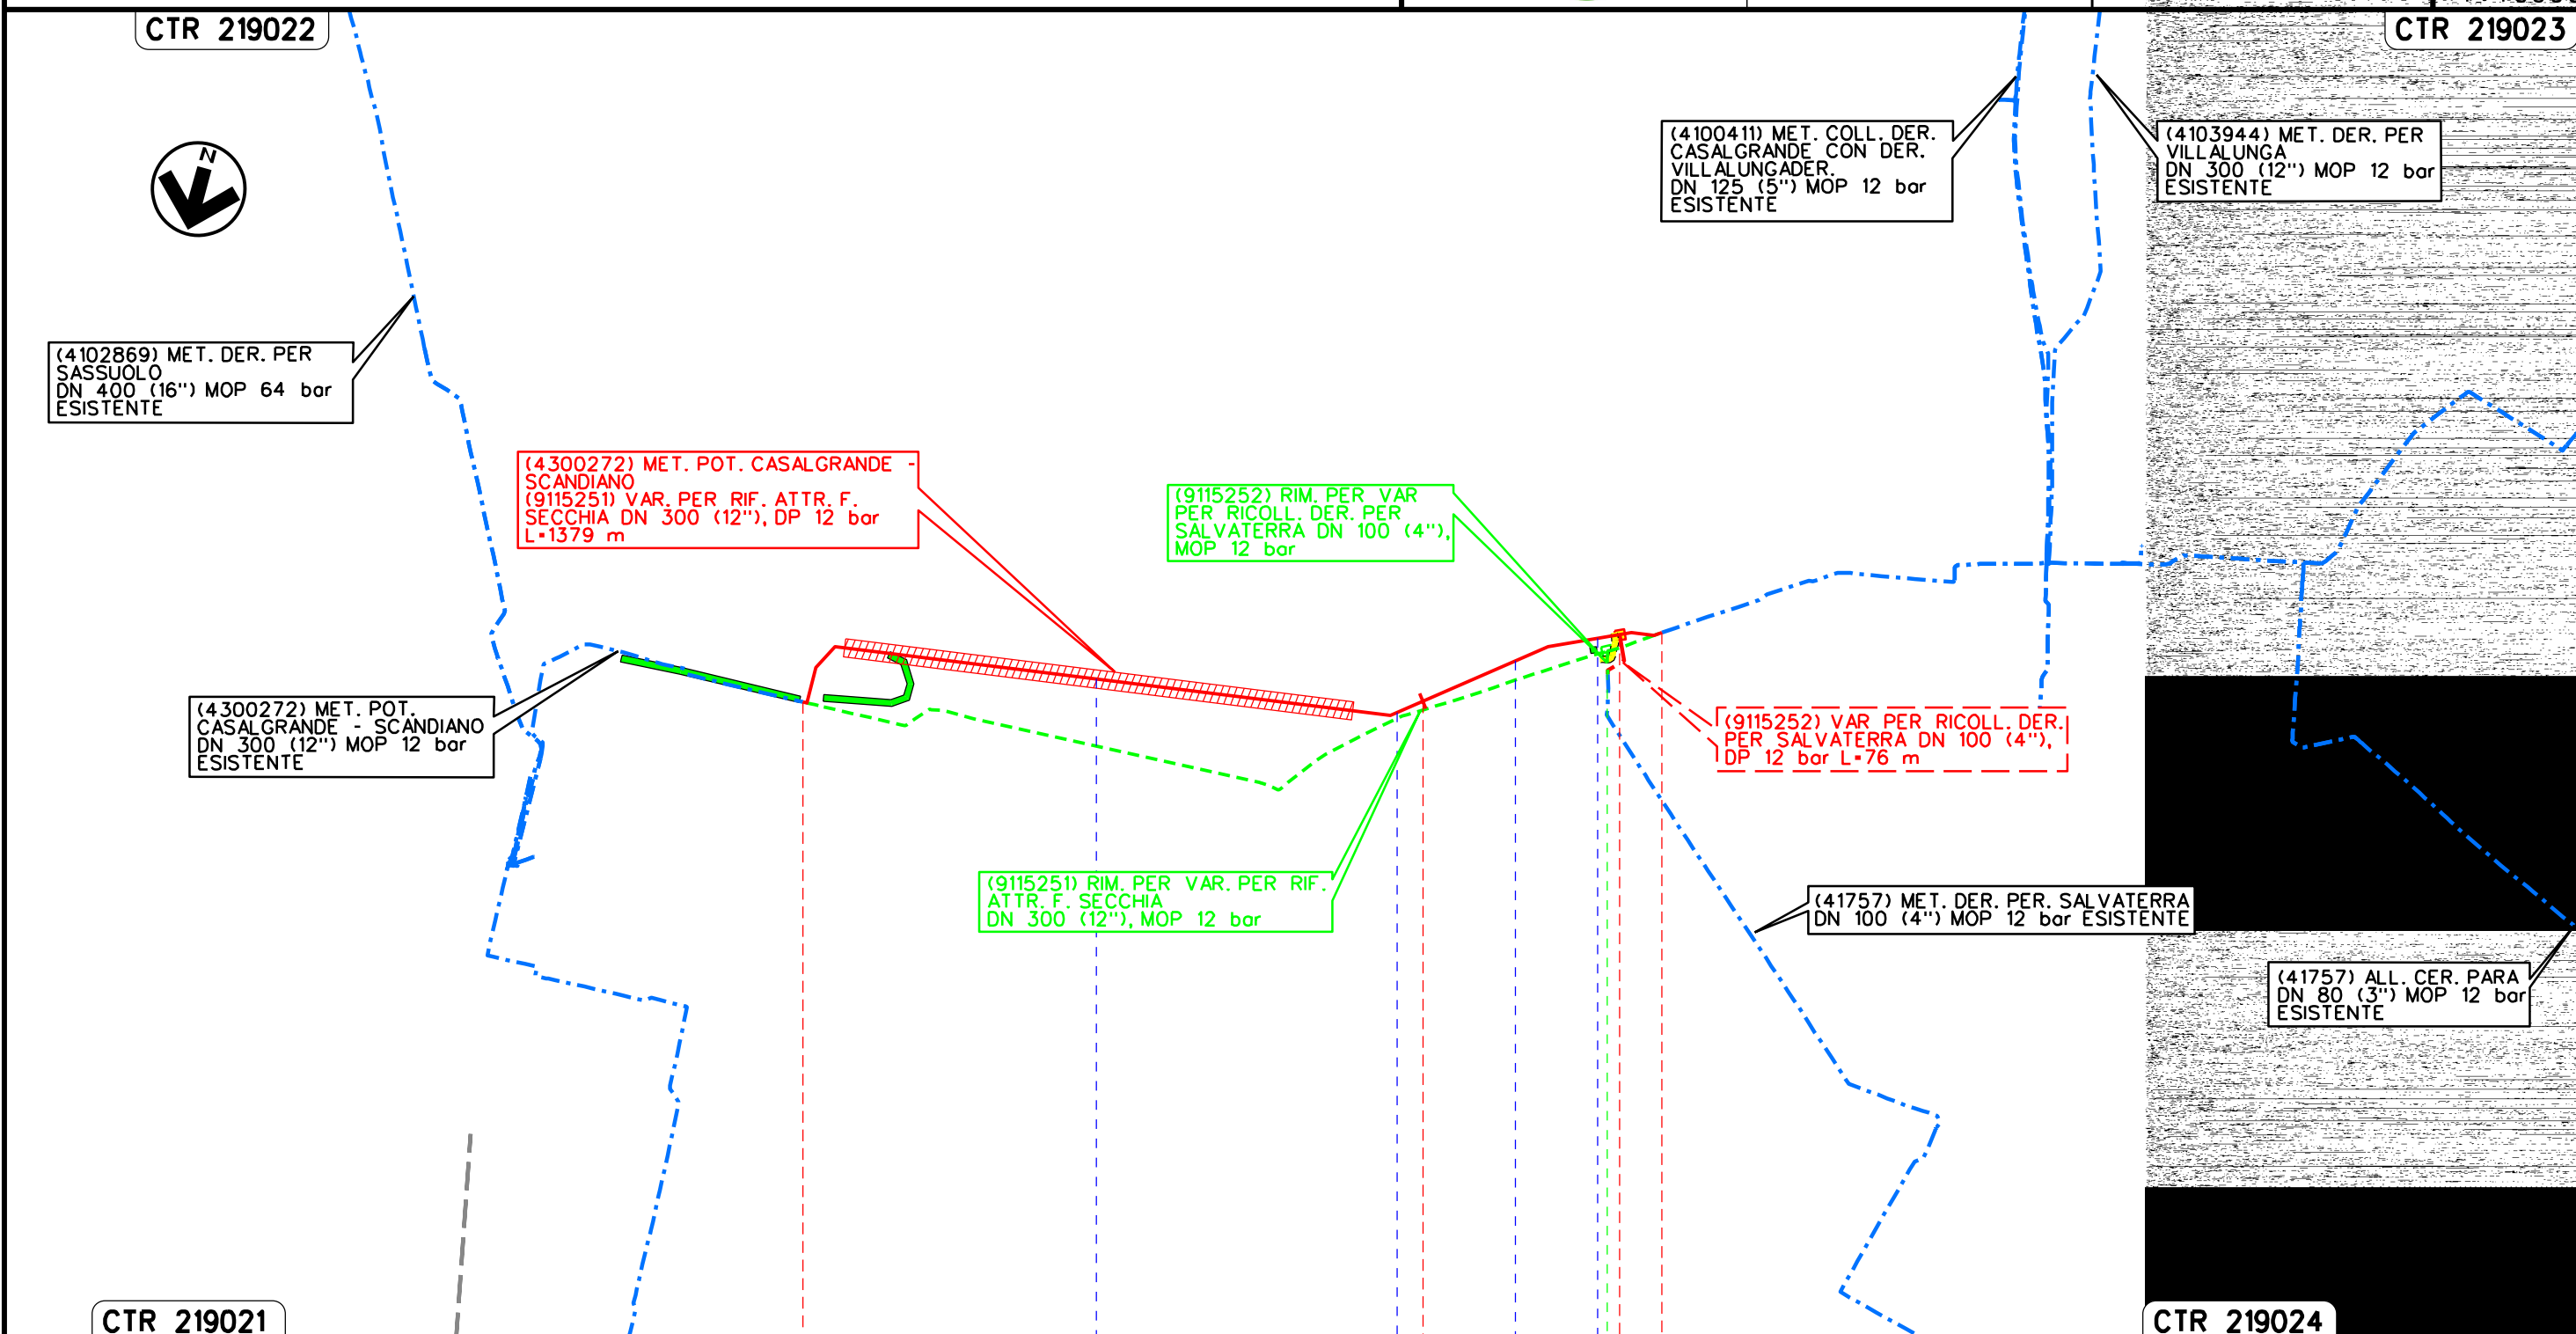 CTR 219022
CTR 219023
N
(4100411) MET. COLL. DER.
CASALGRANDE CON DER.
VILLALUNGADER.
DN 125 (5") MOP 12 bar
ESISTENTE
(4103944) MET. DER. PER
VILLALUNGA
DN 300 (12") MOP 12 bar
ESISTENTE
(4102869) MET. DER. PER
SASSUOLO
DN 400 (16") MOP 64 bar
ESISTENTE
(4300272) MET. POT. CASALGRANDE -
SCANDIANO
(9115251) VAR. PER RIF. ATTR. F.
SECCHIA DN 300 (12"), DP 12 bar
L=1379 m
(9115252) RIM. PER VAR
PER RICOLL. DER. PER
SALVATERRA DN 100 (4"),
MOP 12 bar
(4300272) MET. POT.
CASALGRANDE - SCANDIANO
DN 300 (12") MOP 12 bar
ESISTENTE
(9115252) VAR PER RICOLL. DER.
PER SALVATERRA DN 100 (4"),
DP 12 bar L=76 m
(9115251) RIM. PER VAR. PER RIF.
ATTR. F. SECCHIA
DN 300 (12"), MOP 12 bar
(41757) MET. DER. PER. SALVATERRA
DN 100 (4") MOP 12 bar ESISTENTE
(41757) ALL. CER. PARA
DN 80 (3") MOP 12 bar
ESISTENTE
CTR 219021
CTR 219024